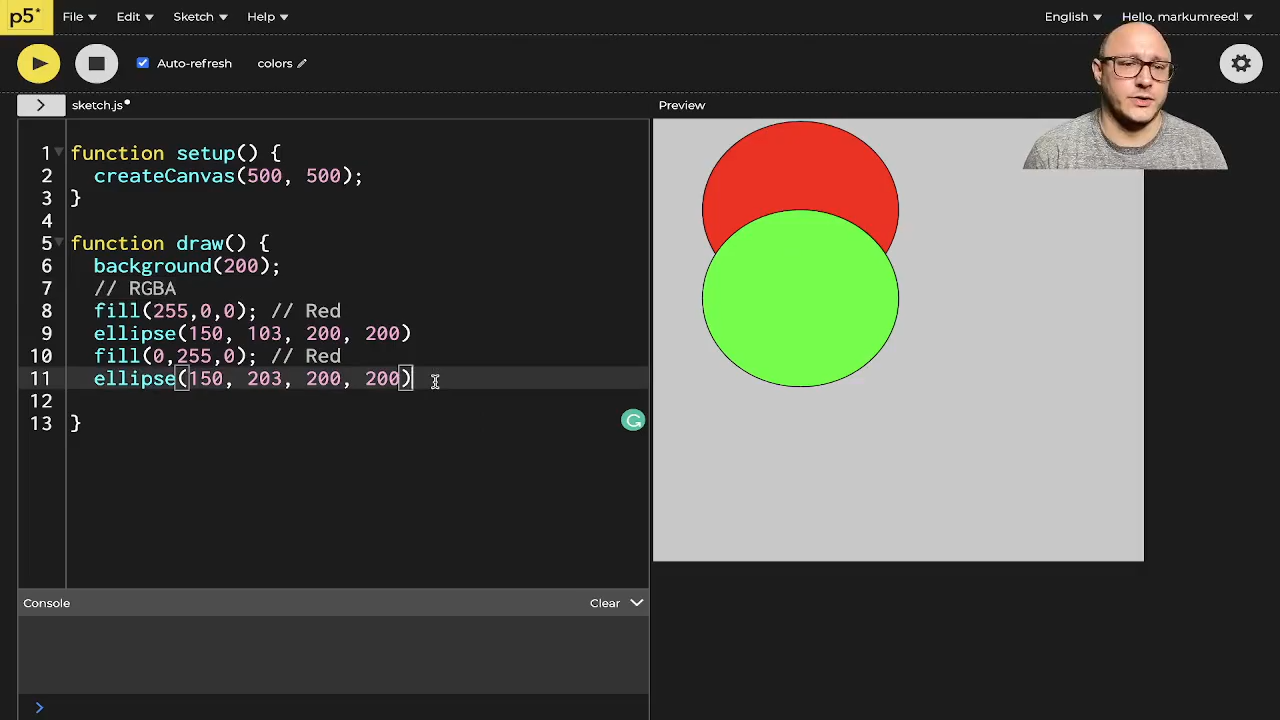 p5* File Edit Sketch Help English Hello, markumreed!
Auto-refresh colors
> sketch.js Preview
1 function setup() {
2 createCanvas(500, 500);
3 }
4
5 function draw() {
6 background(200);
7 // RGBA
8 fill(255,0,0); // Red
9 ellipse(150, 103, 200, 200)
10 fill(0,255,0); // Red
11 ellipse(150, 203, 200, 200)
12
13 }
Console Clear
>